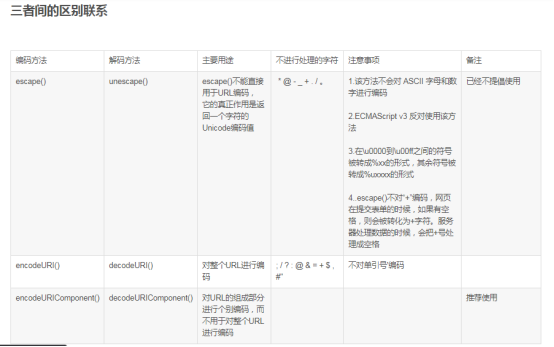 三者间的区别联系
编码方法 解码方法 主要用途 不进行处理的字符 注意事项 备注
escape() unescape() escape()不能直接用于URL编码，它的真正作用是返回一个字符的Unicode编码值 " @ - _ + . / 。 1.该方法不会对 ASCII 字母和数字进行编码 已经不提倡使用
2.ECMAScript v3 反对使用该方法
3.在\u0000到\u00ff之间的符号被转成%xx的形式，其余符号被转成%uxxxx的形式
4..escape()不对"+"编码，网页在提交表单的时候，如果有空格，则会被转化为+字符。服务器处理数据的时候，会把+号处理成空格
encodeURI() decodeURI() 对整个URL进行编码 ; / ? : @ & = + $ , #" 不对单引号'编码
encodeURIComponent() decodeURIComponent() 对URL的组成部分进行个别编码，而不用于对整个URL进行编码 推荐使用